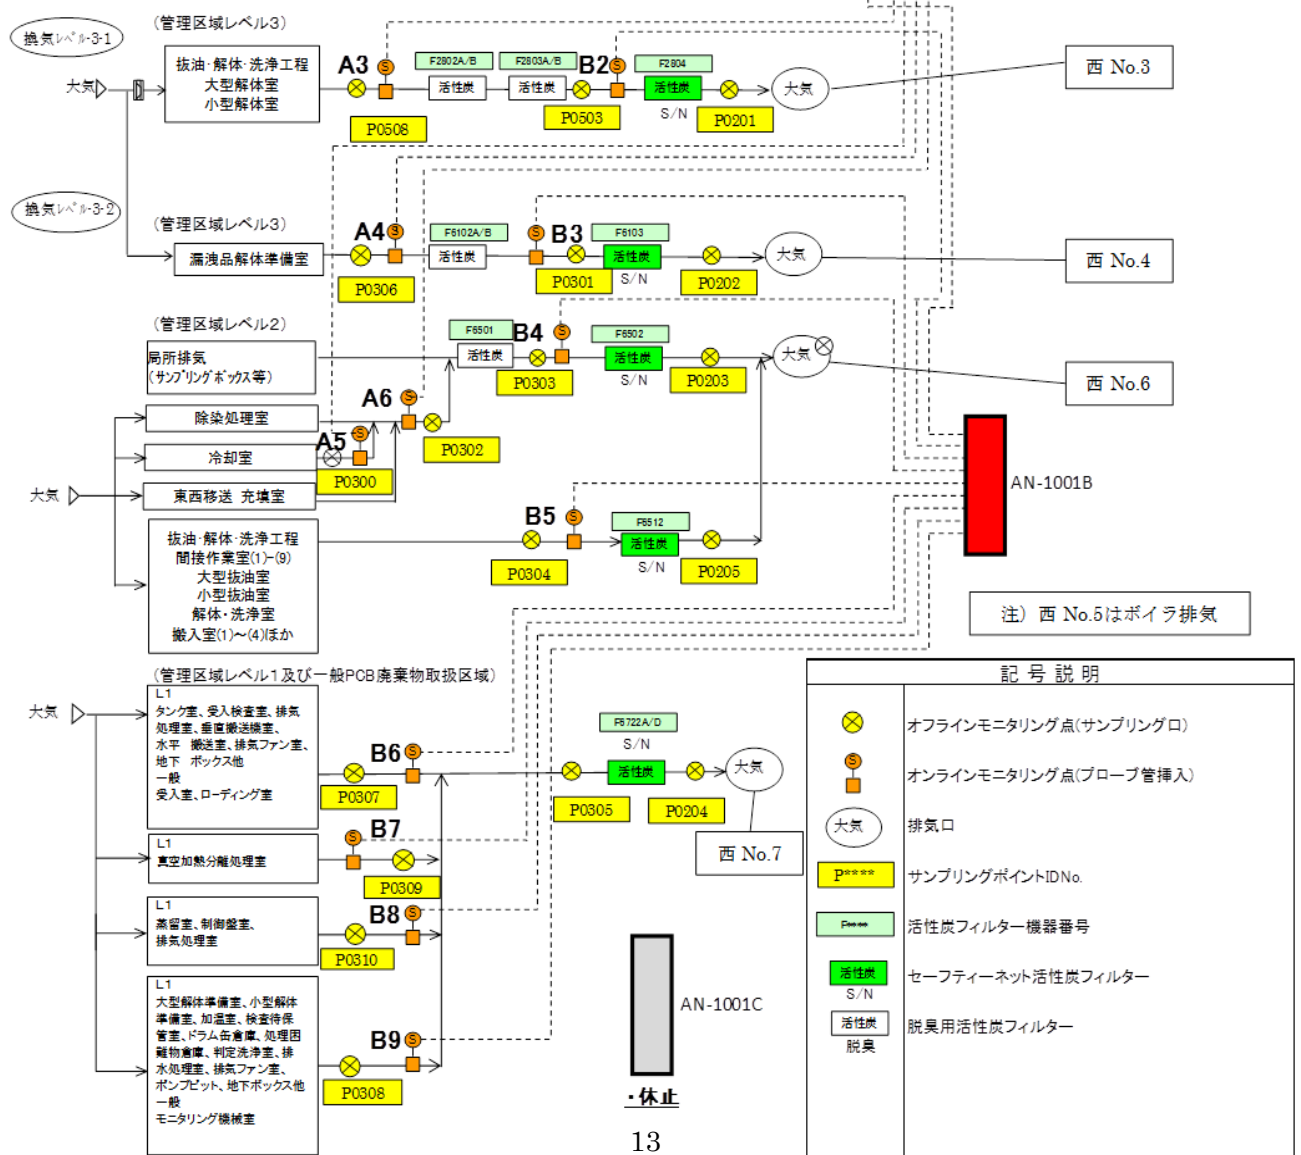 (管理区域レベル3)
換気レベル-3-1
大気
抜油・解体・洗浄工程
大型解体室
小型解体室
A3
P0508
F2802A/B
活性炭
F2803A/B
活性炭
B2
P0503
F2804
活性炭
S/N
P0201
大気
西 No.3
換気レベル-3-2
(管理区域レベル3)
漏洩品解体準備室
A4
P0306
F6102A/B
活性炭
B3
P0301
F6103
活性炭
S/N
P0202
大気
西 No.4
(管理区域レベル2)
局所排気
(サンプリングボックス等)
F6501
活性炭
B4
P0303
F6502
活性炭
S/N
P0203
大気
西 No.6
除染処理室
A6
P0302
冷却室
A5
P0300
大気
東西移送 充填室
抜油・解体・洗浄工程
間接作業室(1)-(9)
大型抜油室
小型抜油室
解体・洗浄室
搬入室(1)～(4)ほか
B5
P0304
F6512
活性炭
S/N
P0205
AN-1001B
注) 西 No.5はボイラ排気
(管理区域レベル1及び一般PCB廃棄物取扱区域)
大気
L1
タンク室、受入検査室、排気
処理室、垂直搬送機室、
水平 搬送室、排気ファン室、
地下 ボックス他
一般
受入室、ローディング室
B6
P0307
F6722A/D
S/N
活性炭
P0305
P0204
大気
西 No.7
L1
真空加熱分離処理室
B7
P0309
L1
蒸留室、制御盤室、
排気処理室
B8
P0310
L1
大型解体準備室、小型解体
準備室、加温室、検査待保
管室、ドラム缶倉庫、処理困
難物倉庫、判定洗浄室、排
水処理室、排気ファン室、
ポンプピット、地下ボックス他
一般
モニタリング機械室
B9
P0308
AN-1001C
・休止
記号説明
オフラインモニタリング点(サンプリング口)
オンラインモニタリング点(プローブ管挿入)
大気
排気口
P****
サンプリングポイントIDNo.
F****
活性炭フィルター機器番号
活性炭
S/N
セーフティーネット活性炭フィルター
活性炭
脱臭
脱臭用活性炭フィルター
13